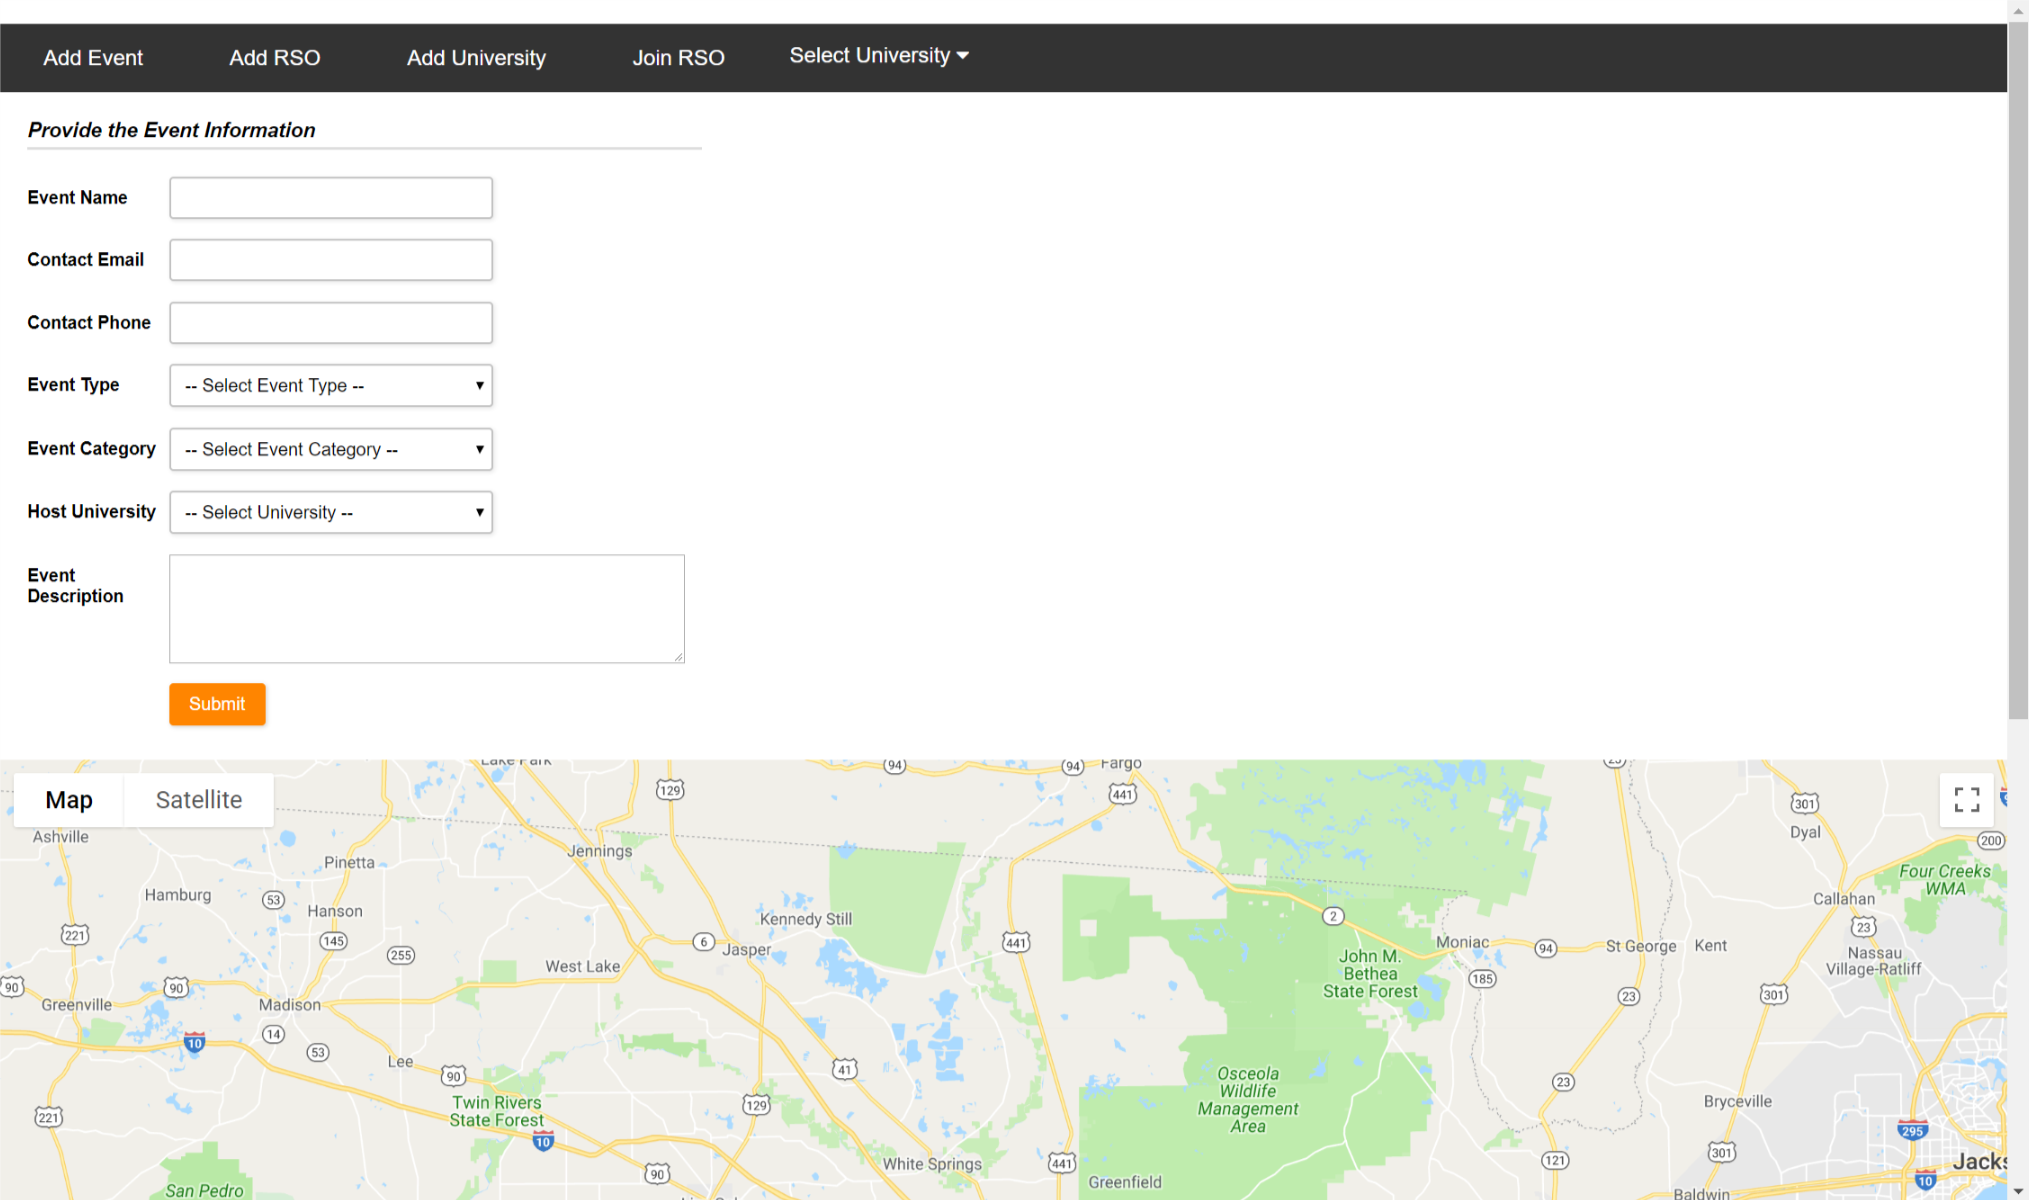 Add Event
Add RSO
Add University
Join RSO
Select University
Provide the Event Information
Event Name
Contact Email
Contact Phone
Event Type
-- Select Event Type --
Event Category
-- Select Event Category --
Host University
-- Select University --
Event
Description
Submit
Map
Satellite
Lake Park
94
94
Fargo
129
441
301
Dyal
200
Ashville
Jennings
Pinetta
Four Creeks
WMA
Hamburg
53
Hanson
Callahan
Kennedy Still
2
221
145
255
6
Jasper
441
Moniac
94
St George
Kent
23
Nassau
Village-Ratliff
West Lake
John M.
Bethea
State Forest
185
90
90
23
301
Greenville
Madison
14
10
53
Lee
90
41
Osceola
Wildlife
Management
Area
23
Twin Rivers
State Forest
129
Bryceville
221
10
295
90
White Springs
441
121
301
Jacks
Greenfield
10
San Pedro
Baldwin